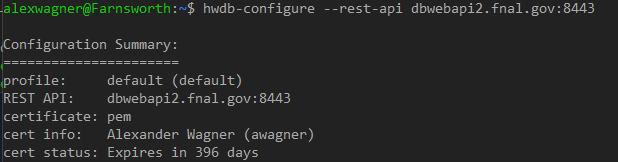 alexwagner@Farnsworth:~$ hwdb-configure --rest-api dbwebapi2.fnal.gov:8443
Configuration Summary:
======================
profile:     default (default)
REST API:    dbwebapi2.fnal.gov:8443
certificate: pem
cert info:   Alexander Wagner (awagner)
cert status: Expires in 396 days